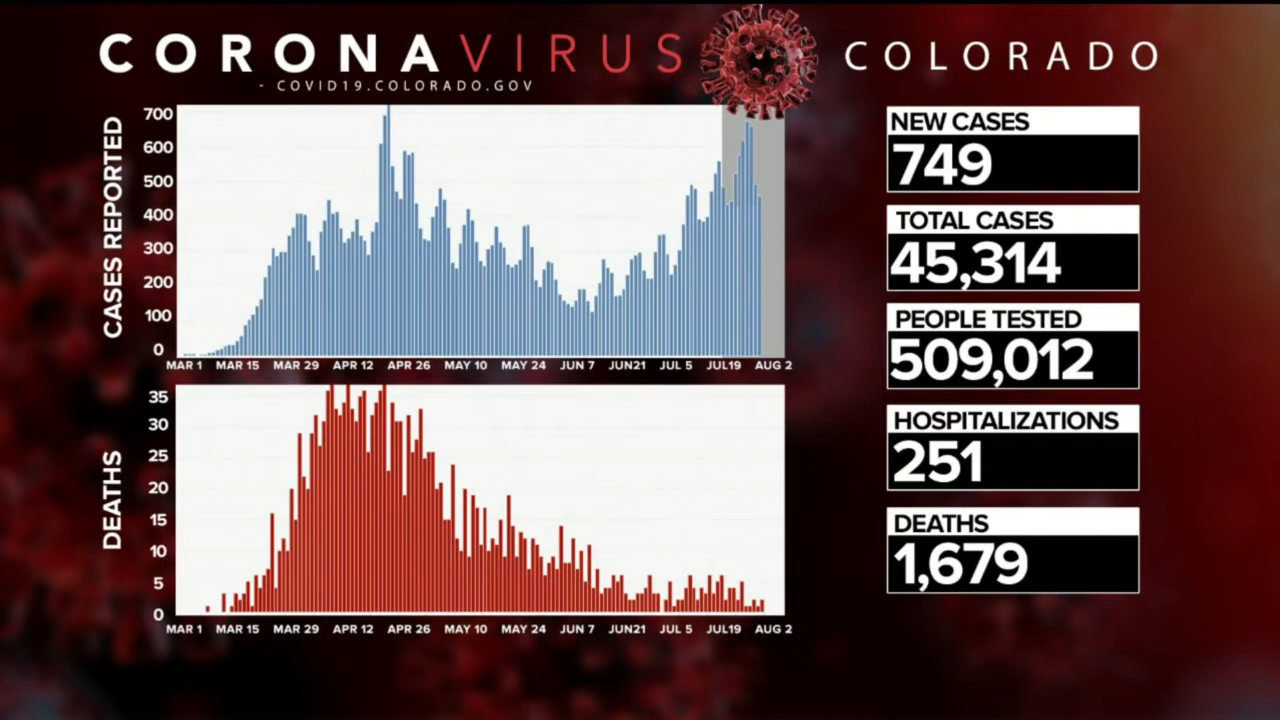 CORONAVIRUS
COLORADO
- COVID19.COLORADO.GOV
CASES REPORTED
700
600
500
400
300
200
100
0
MAR 1 MAR 15 MAR 29 APR 12 APR 26 MAY 10 MAY 24 JUN 7 JUN21 JUL 5 JUL19 AUG 2
DEATHS
35
30
25
20
15
10
5
0
MAR 1 MAR 15 MAR 29 APR 12 APR 26 MAY 10 MAY 24 JUN 7 JUN21 JUL 5 JUL19 AUG 2
NEW CASES
749
TOTAL CASES
45,314
PEOPLE TESTED
509,012
HOSPITALIZATIONS
251
DEATHS
1,679